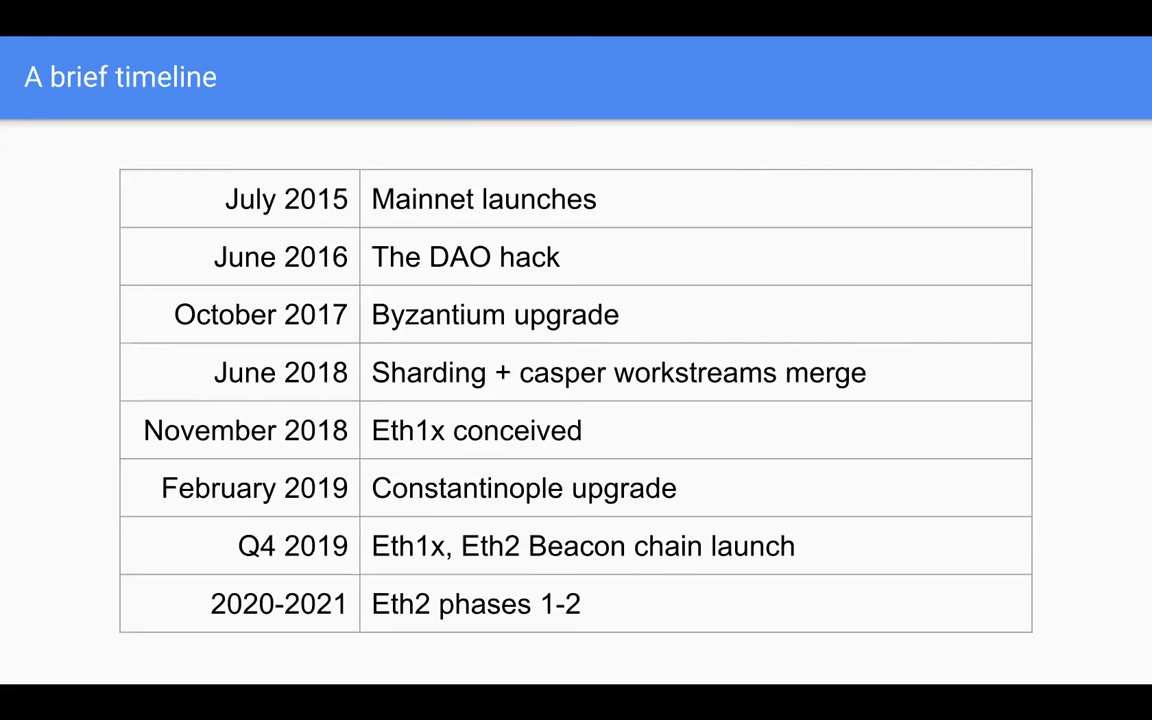 A brief timeline
July 2015 Mainnet launches
June 2016 The DAO hack
October 2017 Byzantium upgrade
June 2018 Sharding + casper workstreams merge
November 2018 Eth1x conceived
February 2019 Constantinople upgrade
Q4 2019 Eth1x, Eth2 Beacon chain launch
2020-2021 Eth2 phases 1-2